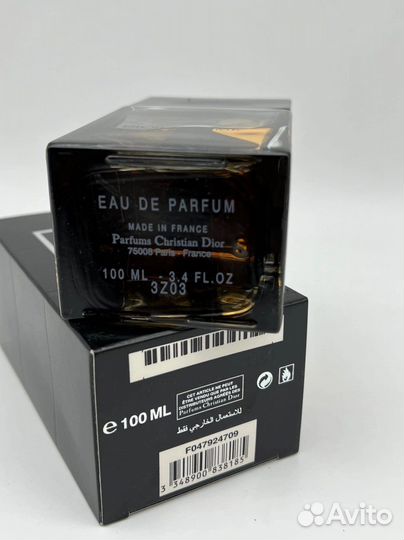 EAU DE PARFUM
MADE IN FRANCE
Parfums Christian Dior
75008 Paris - France
100 ML - 3.4 FL.OZ
3Z03
CET ARTICLE NE PEUT
ÊTRE VENDU QUE PAR LES
DISTRIBUTEURS AGRÉÉS DES
Parfums Christian Dior
e 100 ML
للاستعمال الخارجي فقط
F047924709
3 348900 838185
Avito